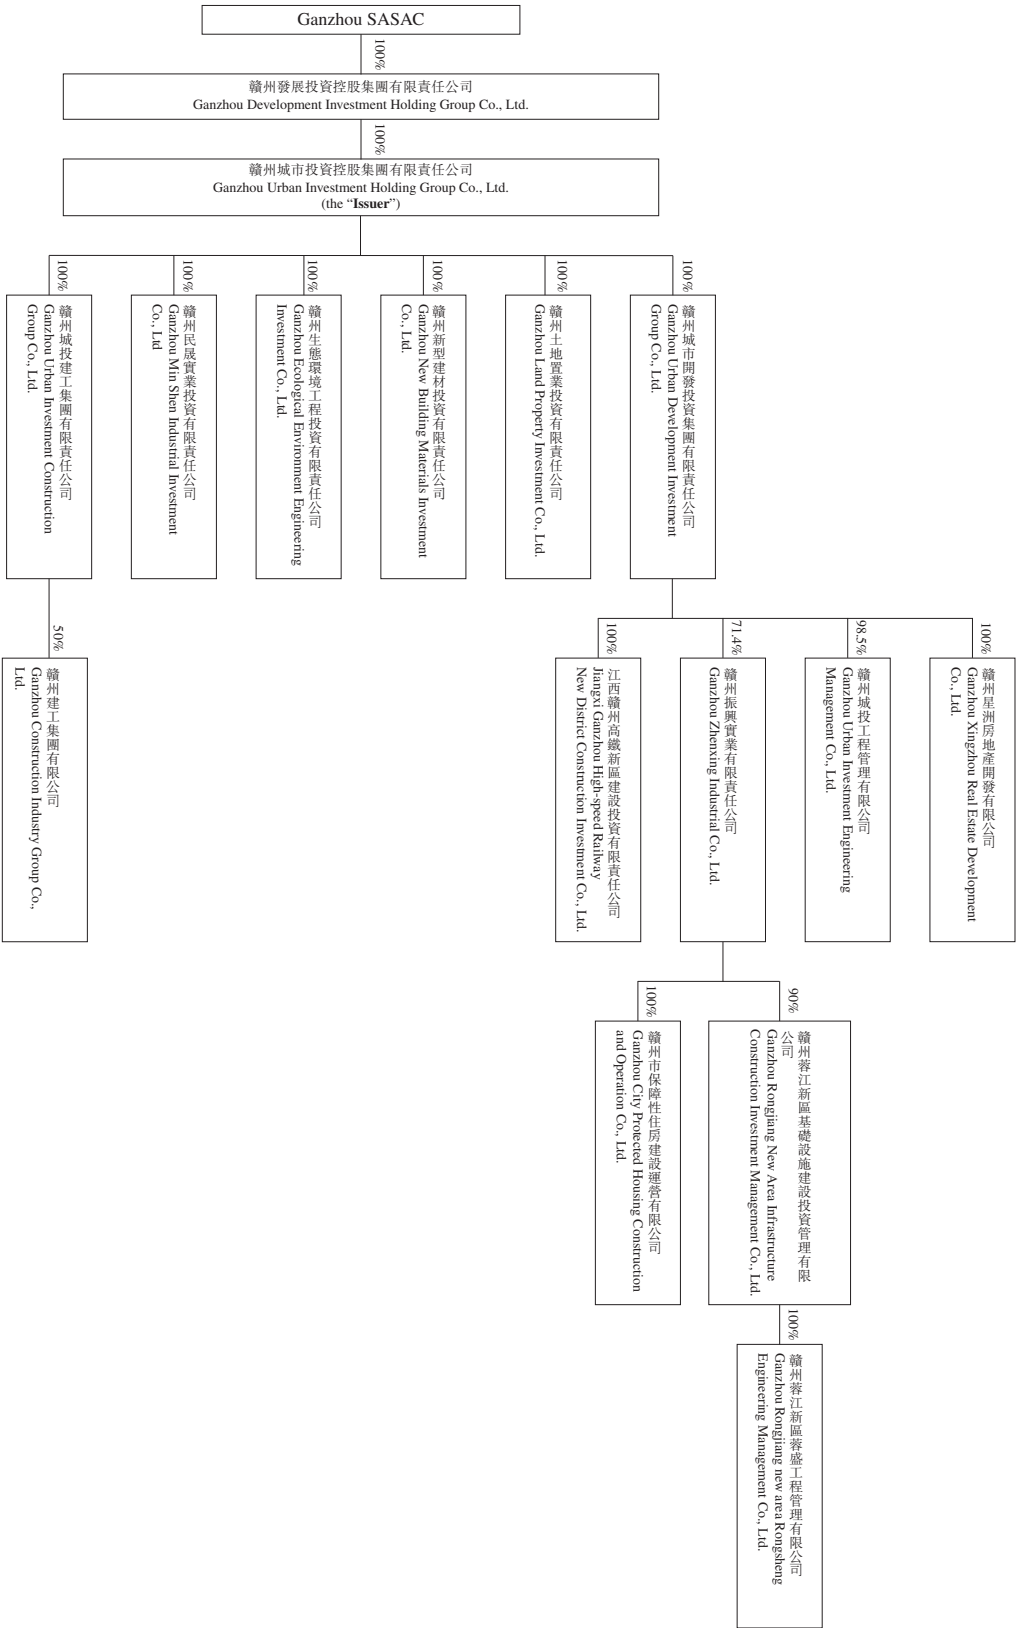 Ganzhou SASAC
100%
贛州發展投資控股集團有限責任公司
Ganzhou Development Investment Holding Group Co., Ltd.
100%
贛州城市投資控股集團有限責任公司
Ganzhou Urban Investment Holding Group Co., Ltd.
(the “Issuer”)
100%
贛州城投建工集團有限責任公司
Ganzhou Urban Investment Construction
Group Co., Ltd.
100%
贛州民晟實業投資有限責任公司
Ganzhou Min Shen Industrial Investment
Co., Ltd
100%
贛州生態環境工程投資有限責任公司
Ganzhou Ecological Environment Engineering
Investment Co., Ltd.
100%
贛州新型建材投資有限責任公司
Ganzhou New Building Materials Investment
Co., Ltd.
100%
贛州土地置業投資有限責任公司
Ganzhou Land Property Investment Co., Ltd.
100%
贛州城市開發投資集團有限責任公司
Ganzhou Urban Development Investment
Group Co., Ltd.
50%
贛州建工集團有限公司
Ganzhou Construction Industry Group Co.,
Ltd.
100%
江西贛州高鐵新區建設投資有限責任公司
Jiangxi Ganzhou High-speed Railway
New District Construction Investment Co., Ltd.
71.4%
贛州振興實業有限責任公司
Ganzhou Zhenxing Industrial Co., Ltd.
98.5%
贛州城投工程管理有限公司
Ganzhou Urban Investment Engineering
Management Co., Ltd.
100%
贛州星洲房地產開發有限公司
Ganzhou Xingzhou Real Estate Development
Co., Ltd.
100%
贛州市保障性住房建設運營有限公司
Ganzhou City Protected Housing Construction
and Operation Co., Ltd.
90%
贛州蓉江新區基礎設施建設投資管理有限
公司
Ganzhou Rongjiang New Area Infrastructure
Construction Investment Management Co., Ltd.
100%
贛州蓉江新區蓉盛工程管理有限公司
Ganzhou Rongjiang new area Rongsheng
Engineering Management Co., Ltd.